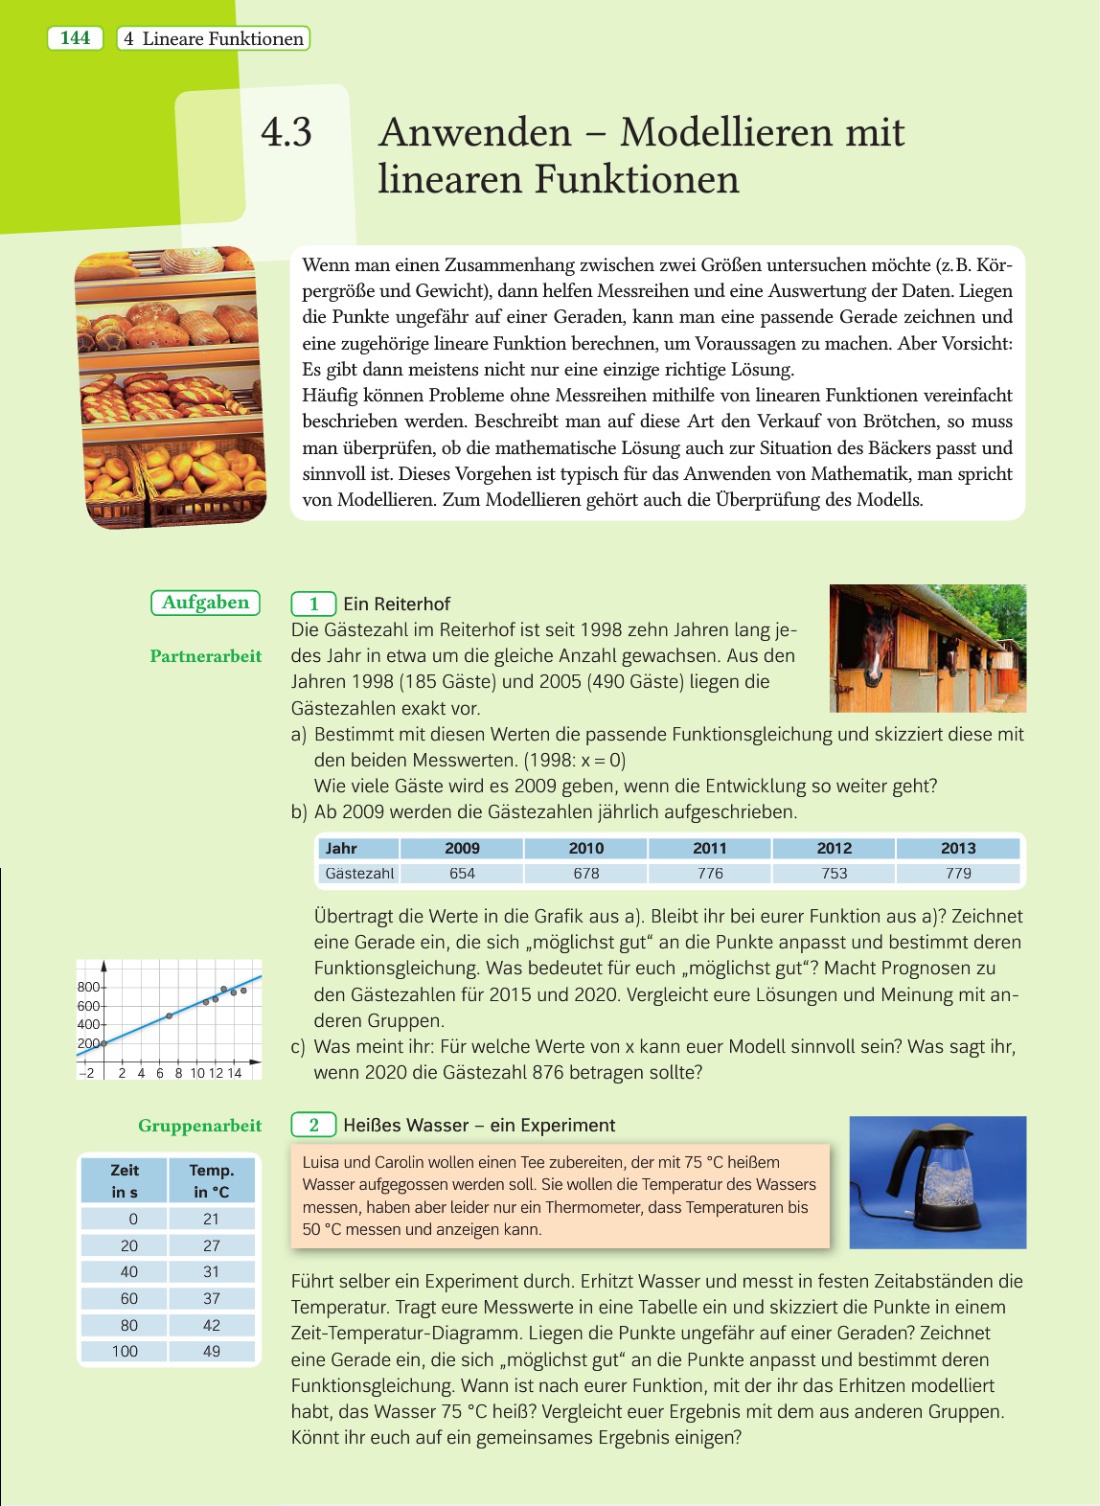 144
4 Lineare Funktionen
4.3 Anwenden – Modellieren mit
linearen Funktionen
Wenn man einen Zusammenhang zwischen zwei Größen untersuchen möchte (z. B. Kör-
pergröße und Gewicht), dann helfen Messreihen und eine Auswertung der Daten. Liegen
die Punkte ungefähr auf einer Geraden, kann man eine passende Gerade zeichnen und
eine zugehörige lineare Funktion berechnen, um Voraussagen zu machen. Aber Vorsicht:
Es gibt dann meistens nicht nur eine einzige richtige Lösung.
Häufig können Probleme ohne Messreihen mithilfe von linearen Funktionen vereinfacht
beschrieben werden. Beschreibt man auf diese Art den Verkauf von Brötchen, so muss
man überprüfen, ob die mathematische Lösung auch zur Situation des Bäckers passt und
sinnvoll ist. Dieses Vorgehen ist typisch für das Anwenden von Mathematik, man spricht
von Modellieren. Zum Modellieren gehört auch die Überprüfung des Modells.
Aufgaben
1 Ein Reiterhof
Partnerarbeit
Die Gästezahl im Reiterhof ist seit 1998 zehn Jahren lang je-
des Jahr in etwa um die gleiche Anzahl gewachsen. Aus den
Jahren 1998 (185 Gäste) und 2005 (490 Gäste) liegen die
Gästezahlen exakt vor.
a) Bestimmt mit diesen Werten die passende Funktionsgleichung und skizziert diese mit
den beiden Messwerten. (1998: x = 0)
Wie viele Gäste wird es 2009 geben, wenn die Entwicklung so weiter geht?
b) Ab 2009 werden die Gästezahlen jährlich aufgeschrieben.
Jahr 2009 2010 2011 2012 2013
Gästezahl 654 678 776 753 779
Übertragt die Werte in die Grafik aus a). Bleibt ihr bei eurer Funktion aus a)? Zeichnet
eine Gerade ein, die sich „möglichst gut“ an die Punkte anpasst und bestimmt deren
Funktionsgleichung. Was bedeutet für euch „möglichst gut“? Macht Prognosen zu
den Gästezahlen für 2015 und 2020. Vergleicht eure Lösungen und Meinung mit an-
deren Gruppen.
c) Was meint ihr: Für welche Werte von x kann euer Modell sinnvoll sein? Was sagt ihr,
wenn 2020 die Gästezahl 876 betragen sollte?
800
600
400
200
–2 2 4 6 8 10 12 14
Gruppenarbeit
2 Heißes Wasser – ein Experiment
Luisa und Carolin wollen einen Tee zubereiten, der mit 75 °C heißem
Wasser aufgegossen werden soll. Sie wollen die Temperatur des Wassers
messen, haben aber leider nur ein Thermometer, dass Temperaturen bis
50 °C messen und anzeigen kann.
Zeit Temp.
in s in °C
0 21
20 27
40 31
60 37
80 42
100 49
Führt selber ein Experiment durch. Erhitzt Wasser und messt in festen Zeitabständen die
Temperatur. Tragt eure Messwerte in eine Tabelle ein und skizziert die Punkte in einem
Zeit-Temperatur-Diagramm. Liegen die Punkte ungefähr auf einer Geraden? Zeichnet
eine Gerade ein, die sich „möglichst gut“ an die Punkte anpasst und bestimmt deren
Funktionsgleichung. Wann ist nach eurer Funktion, mit der ihr das Erhitzen modelliert
habt, das Wasser 75 °C heiß? Vergleicht euer Ergebnis mit dem aus anderen Gruppen.
Könnt ihr euch auf ein gemeinsames Ergebnis einigen?